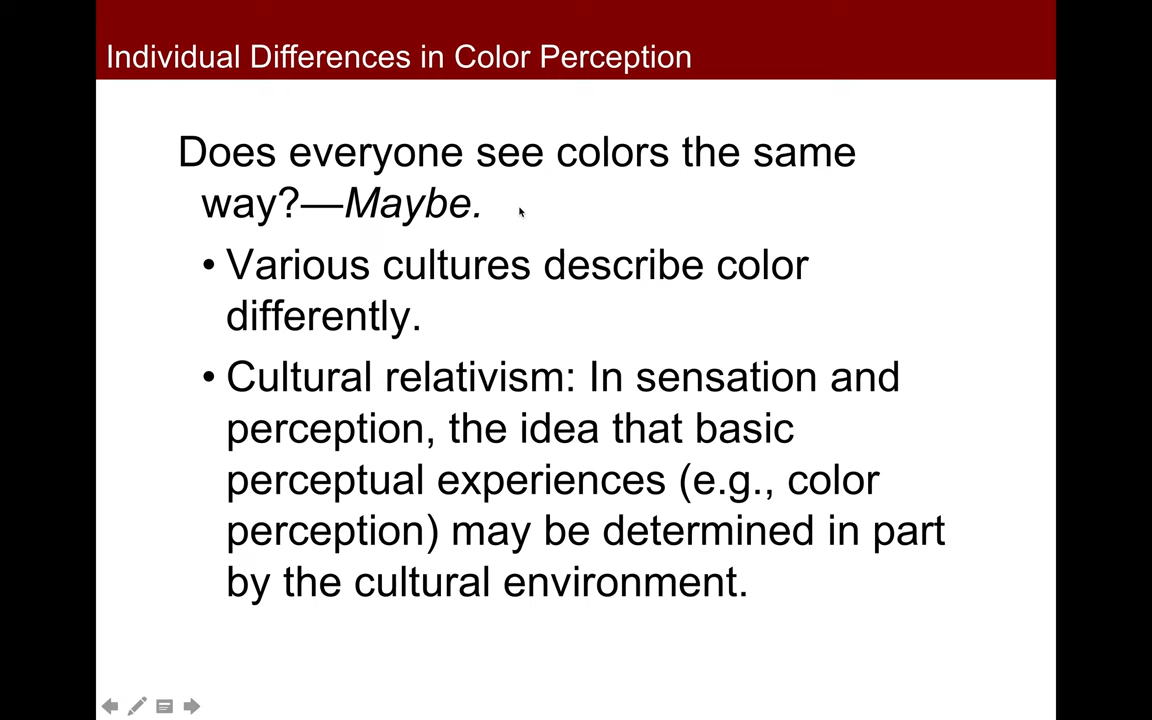 Individual Differences in Color Perception
Does everyone see colors the same
way?—Maybe.
• Various cultures describe color
differently.
• Cultural relativism: In sensation and
perception, the idea that basic
perceptual experiences (e.g., color
perception) may be determined in part
by the cultural environment.